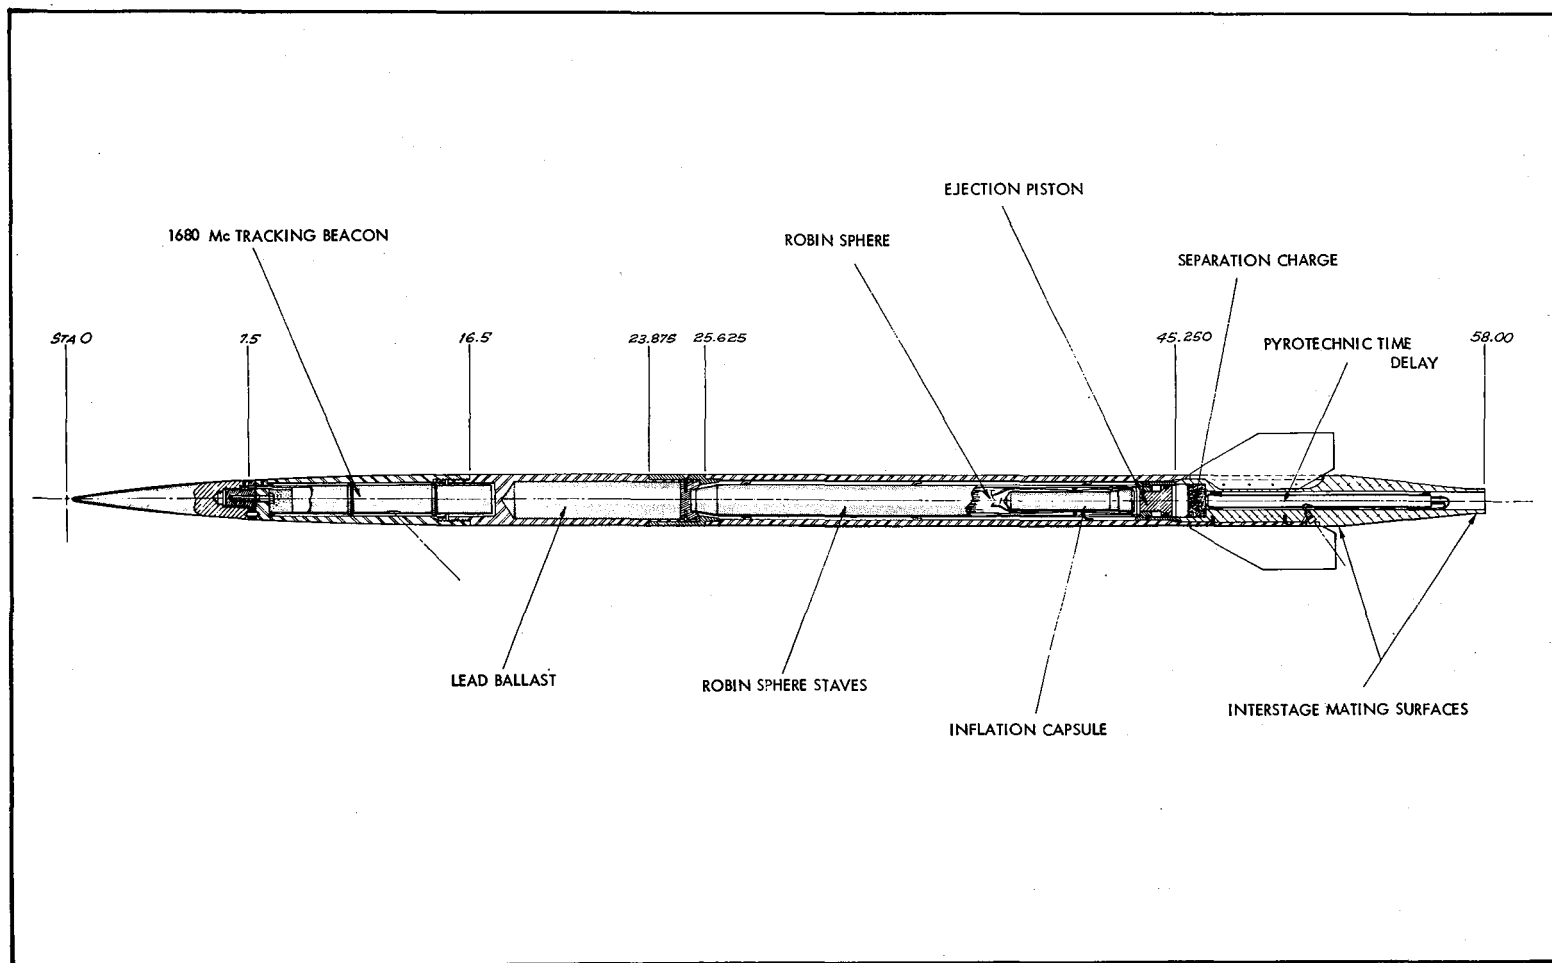 EJECTION PISTON
1680 Mc TRACKING BEACON
ROBIN SPHERE
SEPARATION CHARGE
STA 0
7.5
16.5
23.875
25.625
45.250
PYROTECHNIC TIME
DELAY
58.00
LEAD BALLAST
ROBIN SPHERE STAVES
INFLATION CAPSULE
INTERSTAGE MATING SURFACES